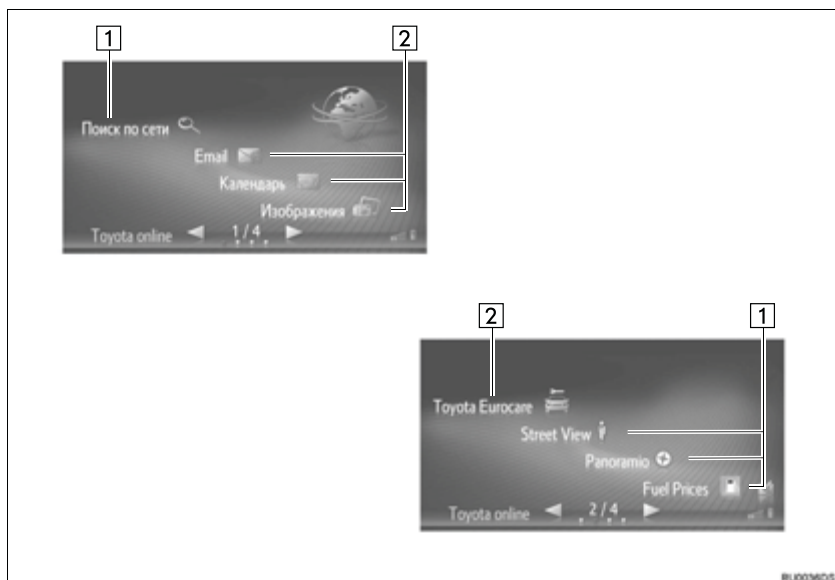 1 2
Поиск по сети
Email
Календарь
Изображения
Toyota online 1/4
2 1
Toyota Eurocare
Street View
Panoramio
Fuel Prices
Toyota online 2/4
RU0036DS